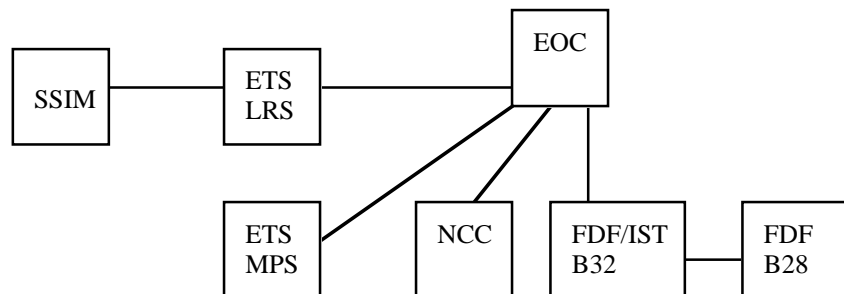 EOC
SSIM
ETS
LRS
ETS
MPS
NCC
FDF/IST
B32
FDF
B28